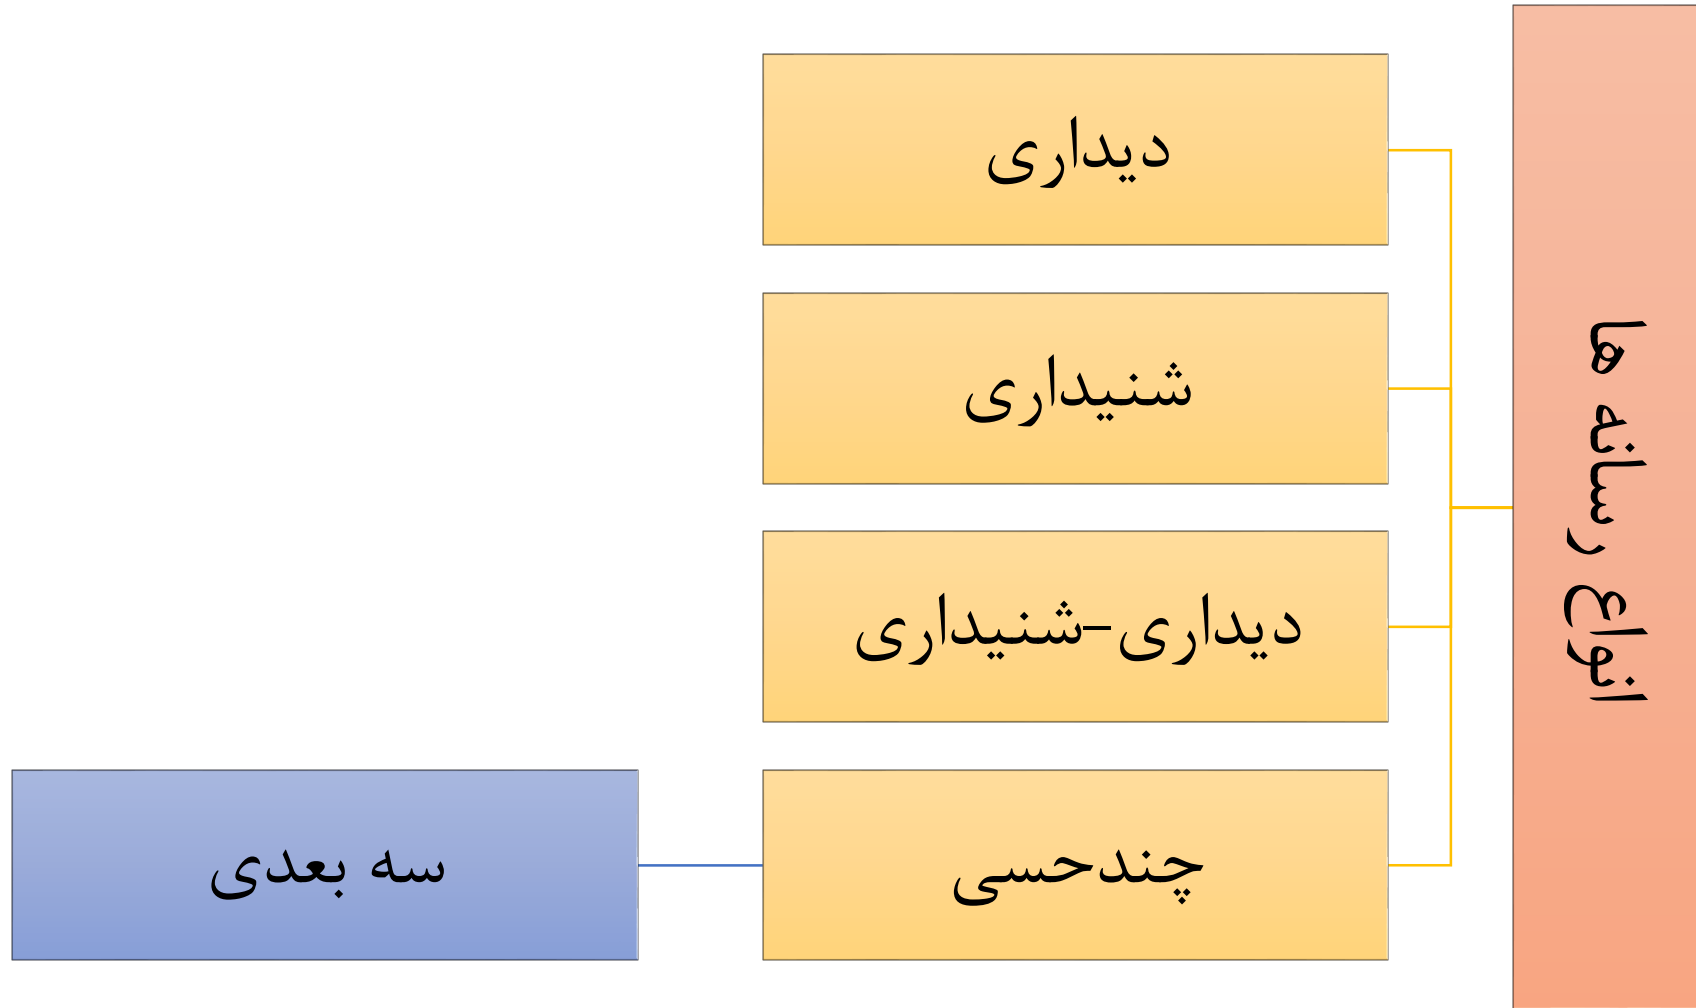 انواع رسانه ها
دیداری
شنیداری
دیداری-شنیداری
چندحسی
سه بعدی